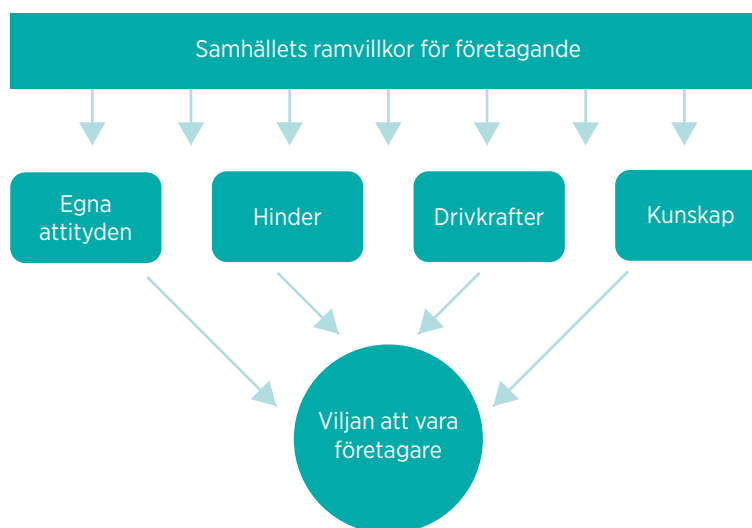 Samhällets ramvillkor för företagande
Egna
attityden
Hinder
Drivkrafter
Kunskap
Viljan att vara
företagare